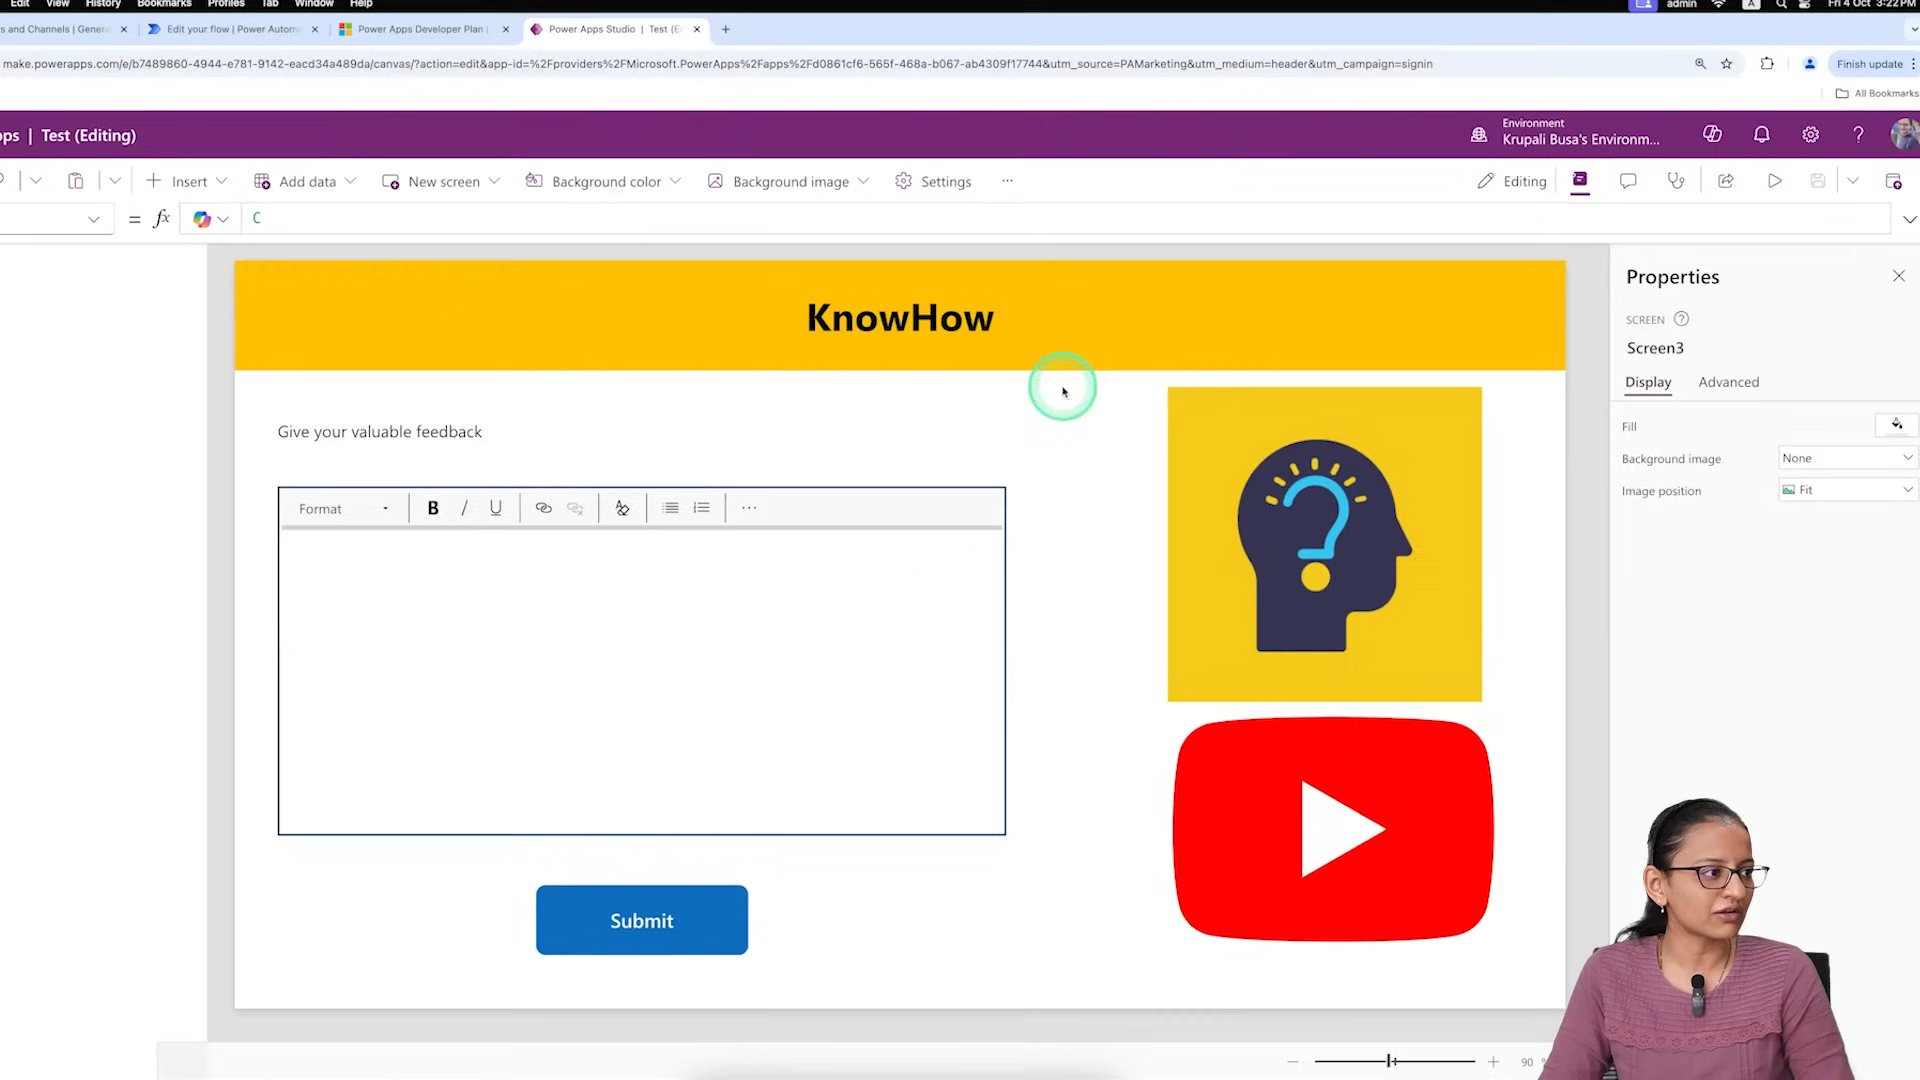 Edit View History Bookmarks Profiles Tab Window Help admin A Fri 4 Oct 3:22 PM
s and Channels | Genera Edit your flow | Power Autom Power Apps Developer Plan | Power Apps Studio | Test (E
make.powerapps.com/e/b7489860-4944-e781-9142-eacd34a489da/canvas/?action=edit&app-id=%2Fproviders%2FMicrosoft.PowerApps%2Fapps%2Fd0861cf6-565f-468a-b067-ab4309f17744&utm_source=PAMarketing&utm_medium=header&utm_campaign=signin Finish update
All Bookmarks
Environment
ops | Test (Editing) Krupali Busa's Environm...
Insert Add data New screen Background color Background image Settings ... Editing
= fx C
KnowHow
Properties
SCREEN ?
Screen3
Display Advanced
Give your valuable feedback
Fill
Background image None
Image position Fit
Format B / U ...
Submit
90 %